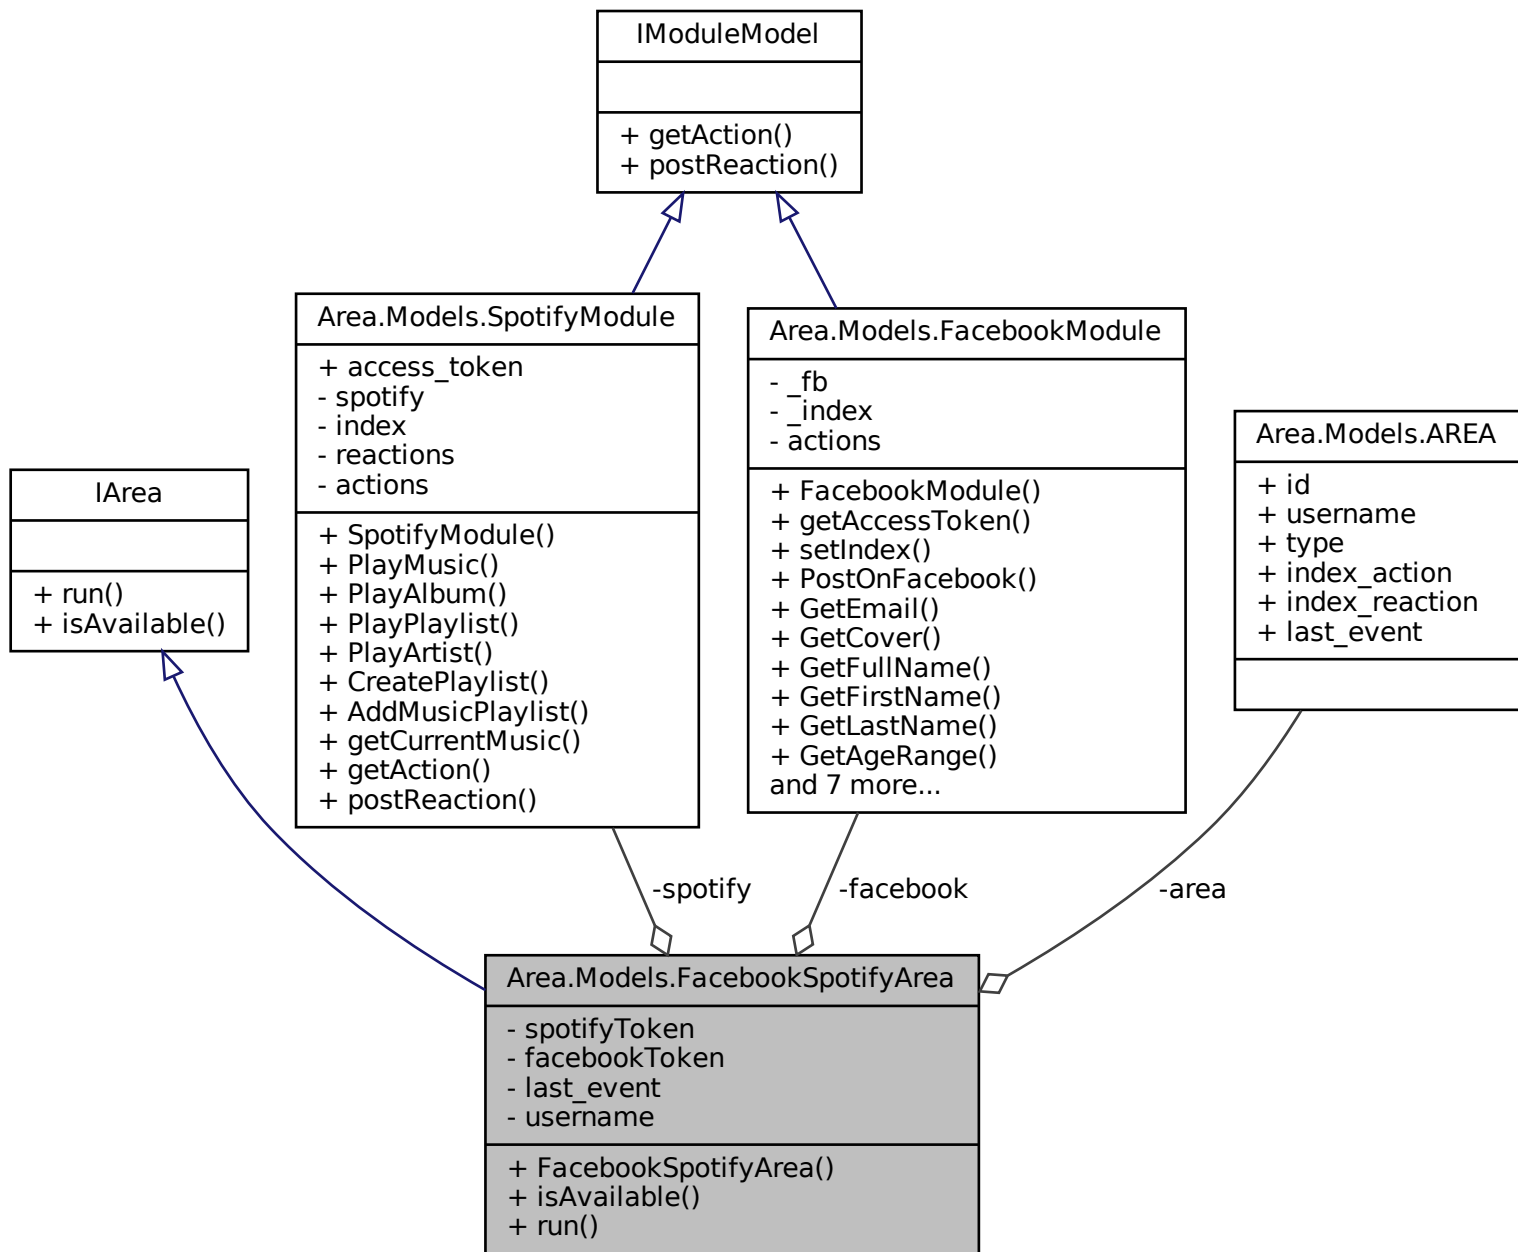 IModuleModel
+ getAction()
+ postReaction()
Area.Models.SpotifyModule
+ access_token
- spotify
- index
- reactions
- actions
+ SpotifyModule()
+ PlayMusic()
+ PlayAlbum()
+ PlayPlaylist()
+ PlayArtist()
+ CreatePlaylist()
+ AddMusicPlaylist()
+ getCurrentMusic()
+ getAction()
+ postReaction()
Area.Models.FacebookModule
- _fb
- _index
- actions
+ FacebookModule()
+ getAccessToken()
+ setIndex()
+ PostOnFacebook()
+ GetEmail()
+ GetCover()
+ GetFullName()
+ GetFirstName()
+ GetLastName()
+ GetAgeRange()
and 7 more...
Area.Models.AREA
+ id
+ username
+ type
+ index_action
+ index_reaction
+ last_event
IArea
+ run()
+ isAvailable()
-spotify
-facebook
-area
Area.Models.FacebookSpotifyArea
- spotifyToken
- facebookToken
- last_event
- username
+ FacebookSpotifyArea()
+ isAvailable()
+ run()